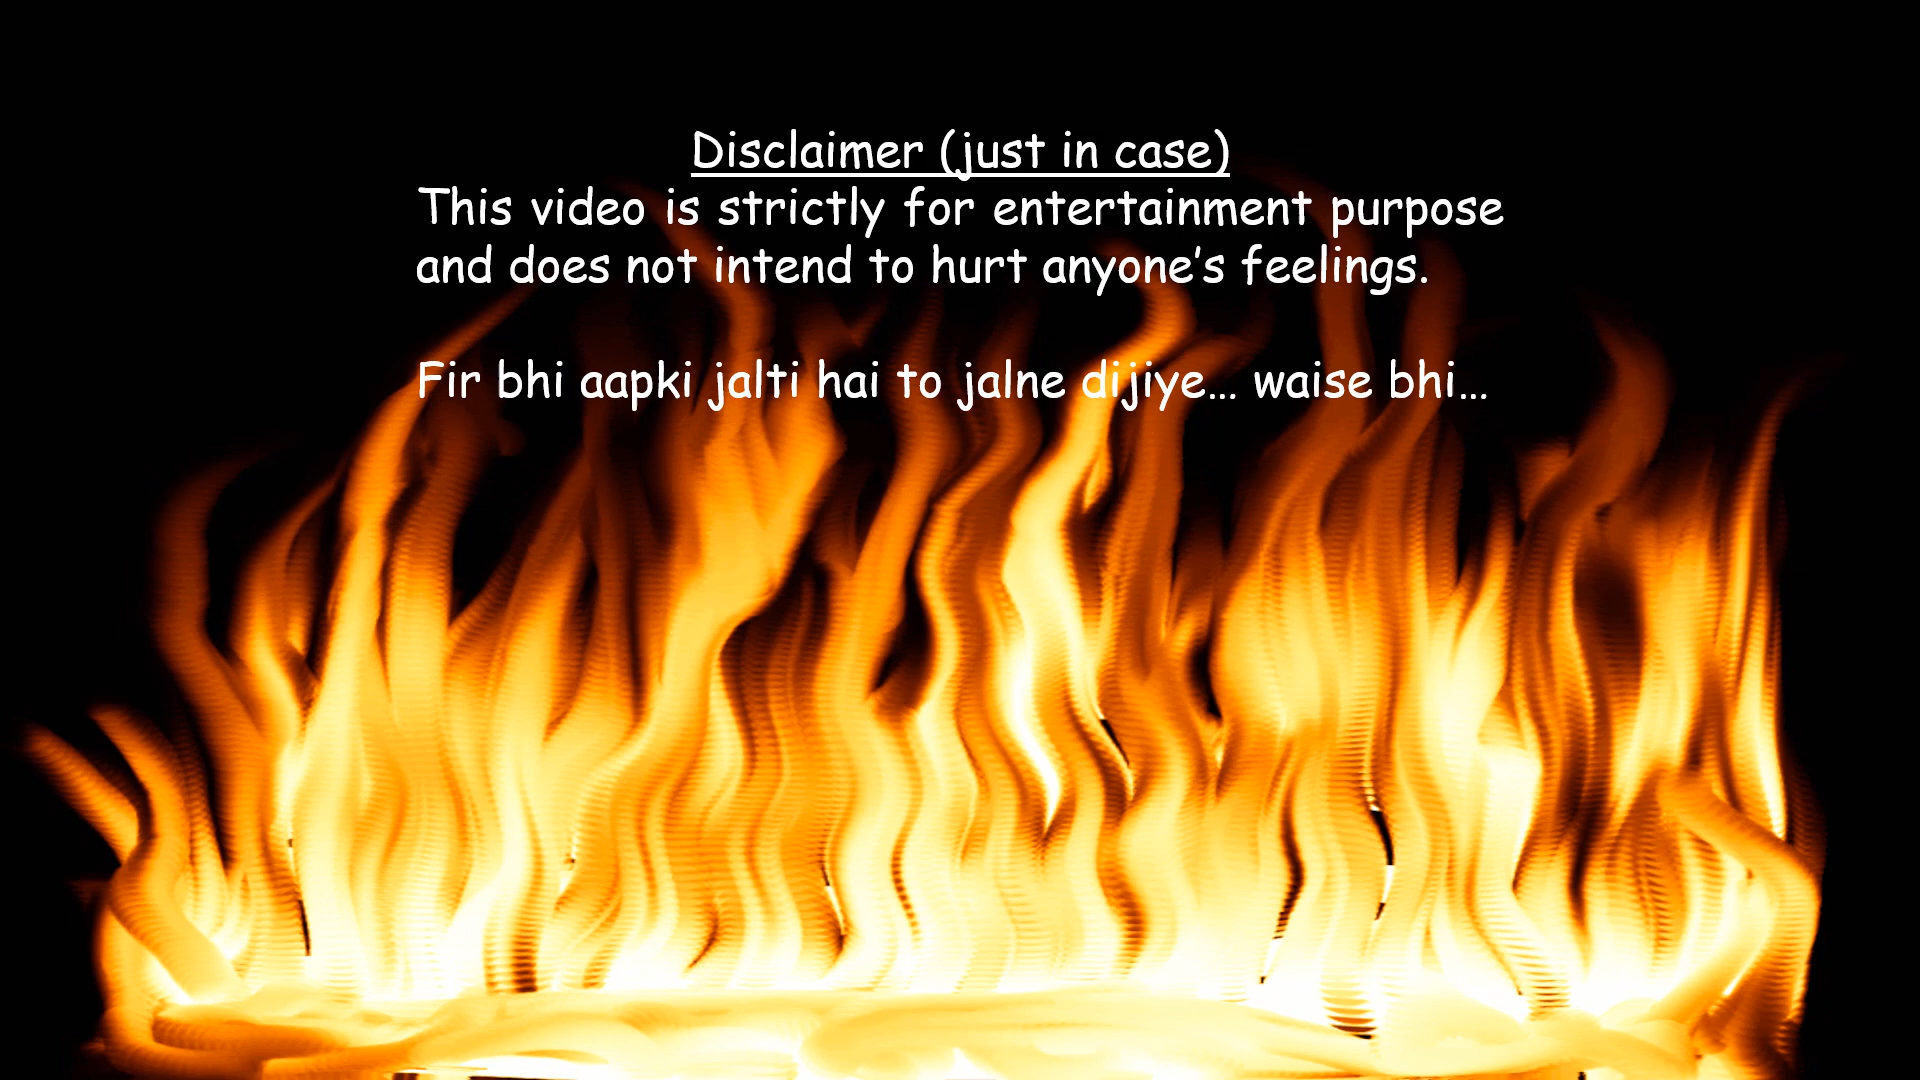 Disclaimer (just in case)
This video is strictly for entertainment purpose
and does not intend to hurt anyone’s feelings.
Fir bhi aapki jalti hai to jalne dijiye… waise bhi…